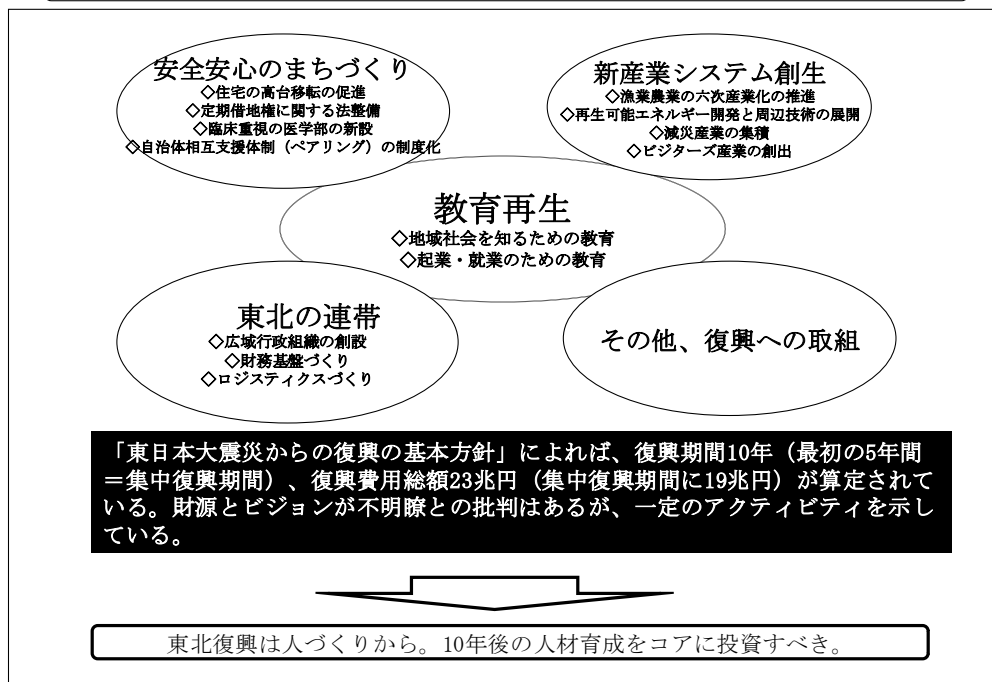 安全安心のまちづくり
◇住宅の高台移転の促進
◇定期借地権に関する法整備
◇臨床重視の医学部の新設
◇自治体相互支援体制（ペアリング）の制度化
新産業システム創生
◇漁業農業の六次産業化の推進
◇再生可能エネルギー開発と周辺技術の展開
◇減災産業の集積
◇ビジターズ産業の創出
教育再生
◇地域社会を知るための教育
◇起業・就業のための教育
東北の連帯
◇広域行政組織の創設
◇財務基盤づくり
◇ロジスティクスづくり
その他、復興への取組
「東日本大震災からの復興の基本方針」によれば、復興期間10年（最初の5年間
＝集中復興期間）、復興費用総額23兆円（集中復興期間に19兆円）が算定されて
いる。財源とビジョンが不明瞭との批判はあるが、一定のアクティビティを示し
ている。
東北復興は人づくりから。10年後の人材育成をコアに投資すべき。